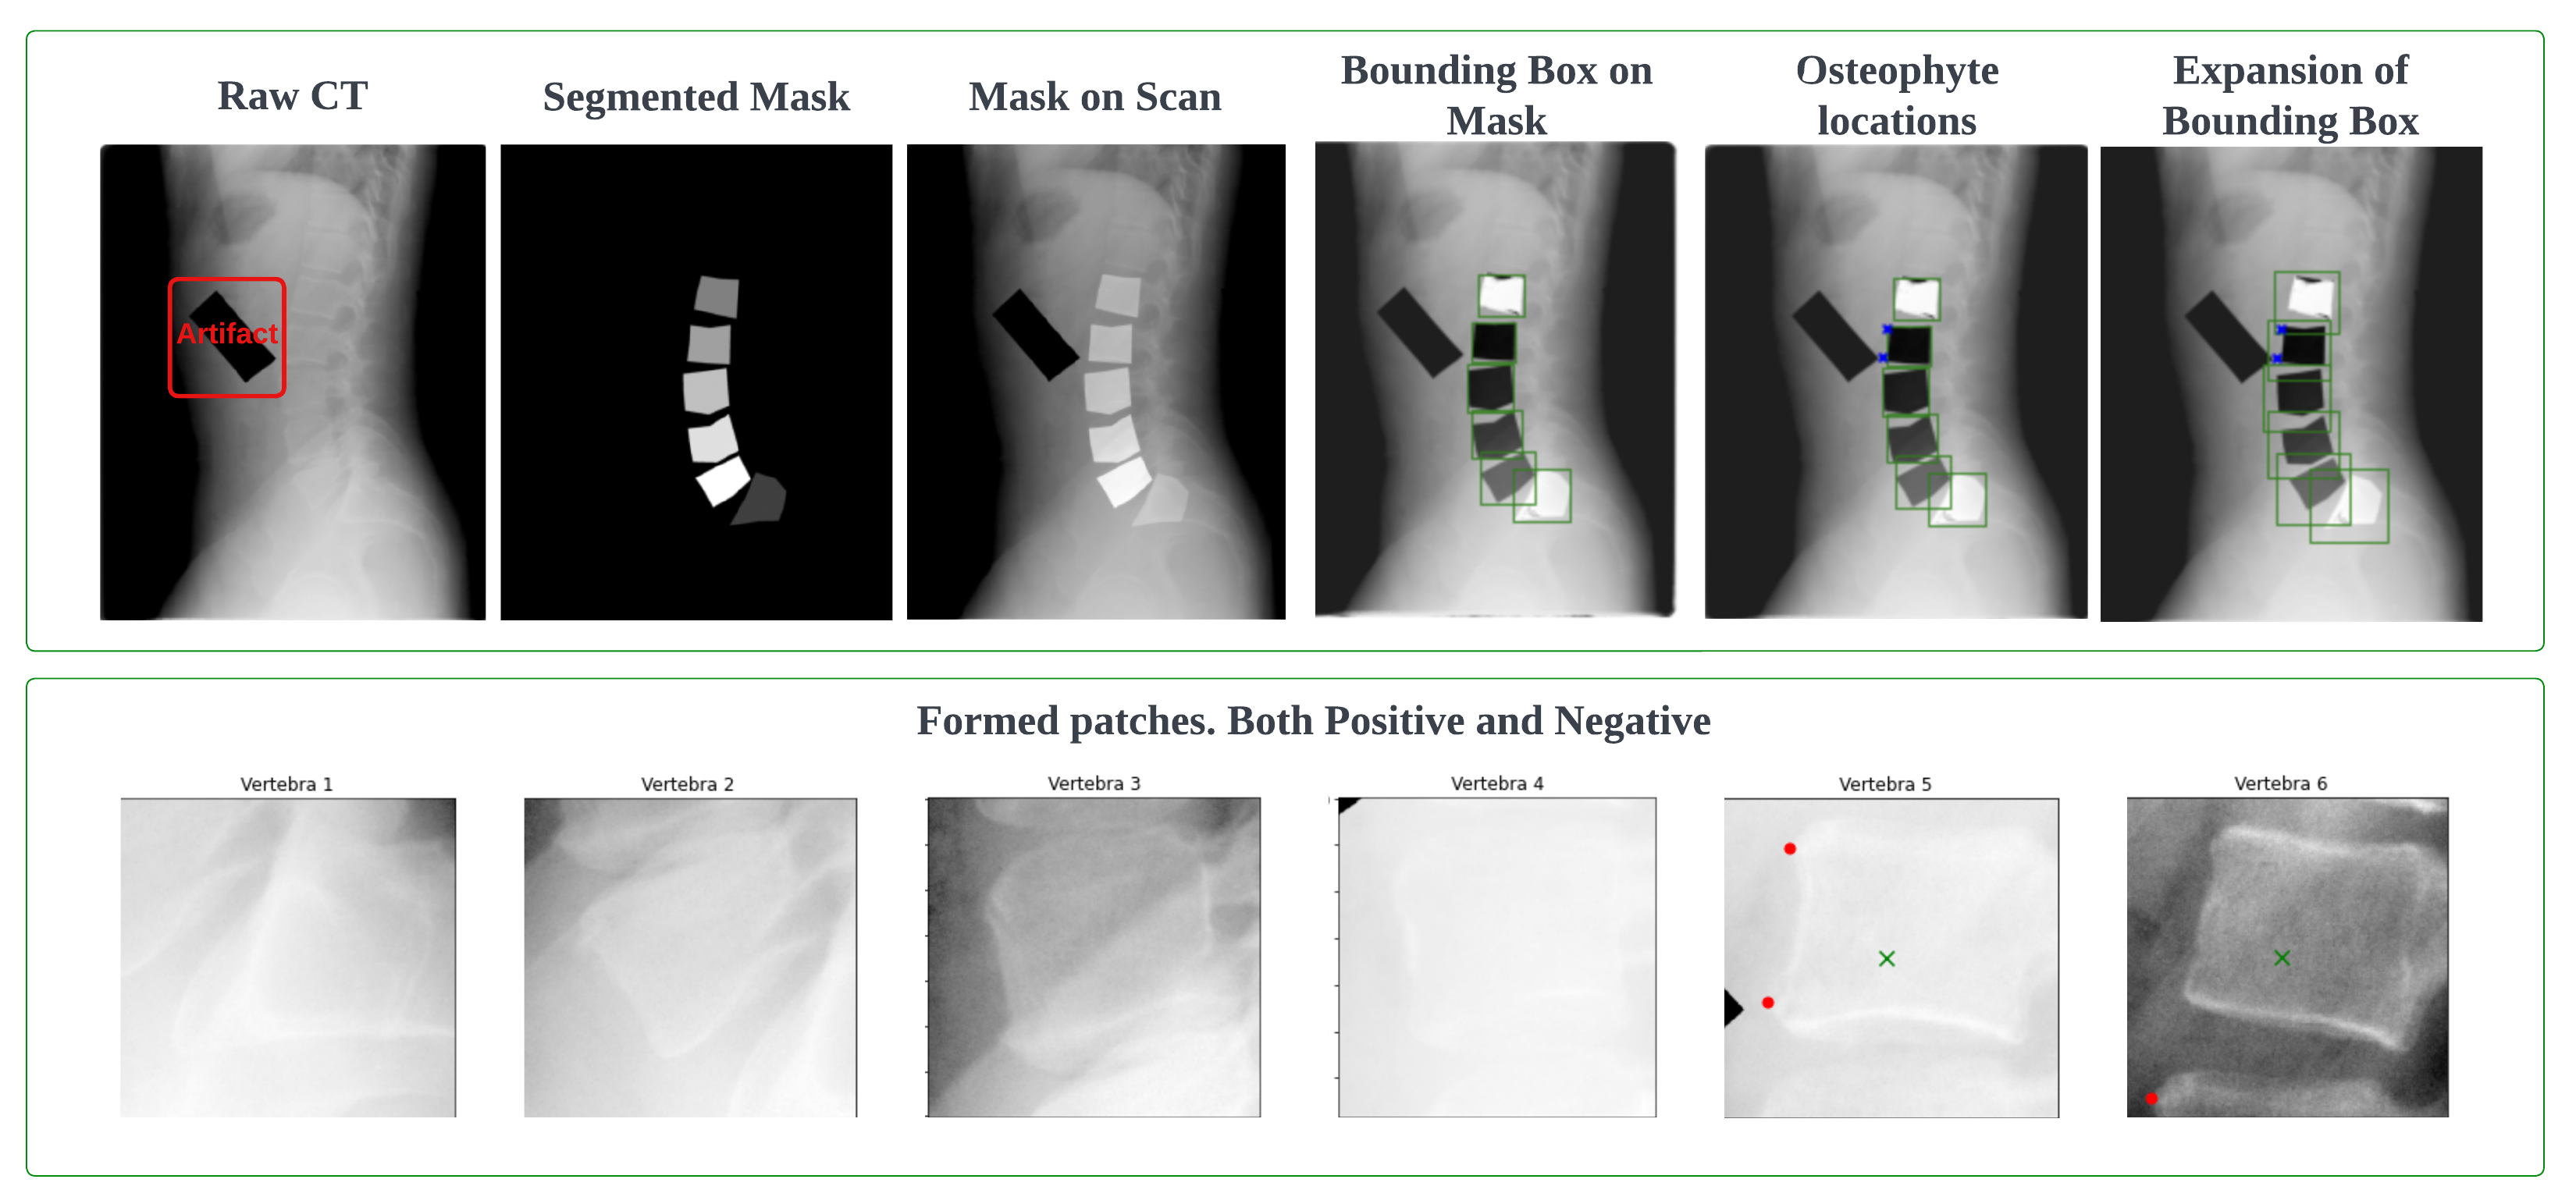 Raw CT
Segmented Mask
Mask on Scan
Bounding Box on
Mask
Osteophyte
locations
Expansion of
Bounding Box
Artifact
Formed patches. Both Positive and Negative
Vertebra 1
Vertebra 2
Vertebra 3
Vertebra 4
Vertebra 5
Vertebra 6